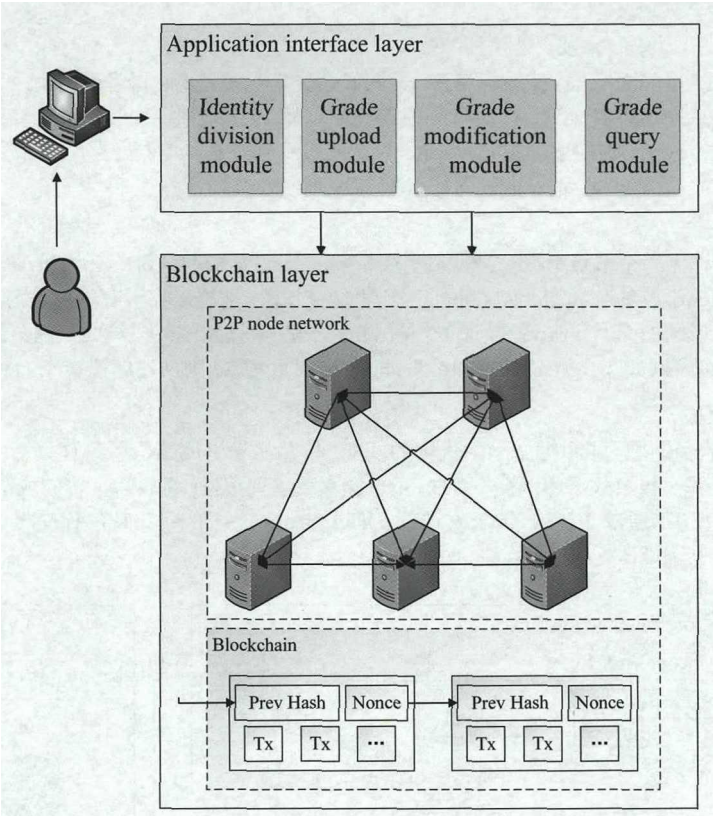 Application interface layer
Identity
division
module
Grade
upload
module
Grade
modification
module
Grade
query
module
Blockchain layer
P2P node network
Blockchain
Prev Hash
Nonce
Tx
Tx
...
Prev Hash
Nonce
Tx
Tx
...